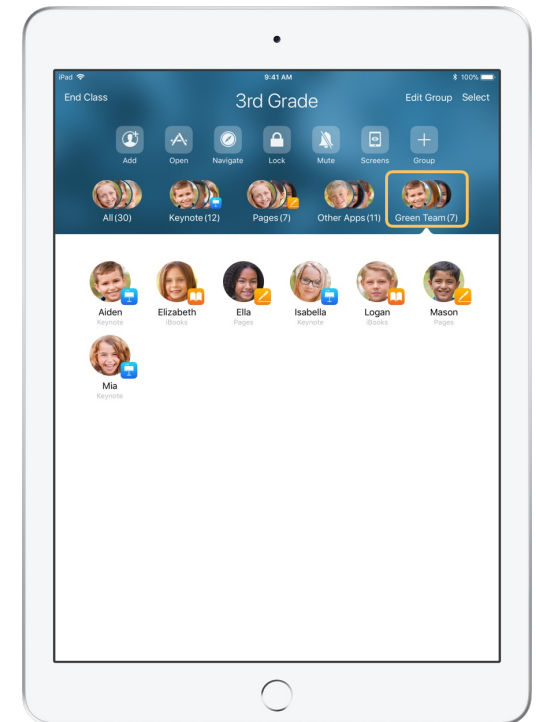 iPad 9:41 AM 100%
End Class 3rd Grade Edit Group Select
Add Open Navigate Lock Mute Screens Group
All (30) Keynote (12) Pages (7) Other Apps (11) Green Team (7)
Aiden Elizabeth Ella Isabella Logan Mason
Keynote iBooks Pages Keynote iBooks Pages
Mia
Keynote